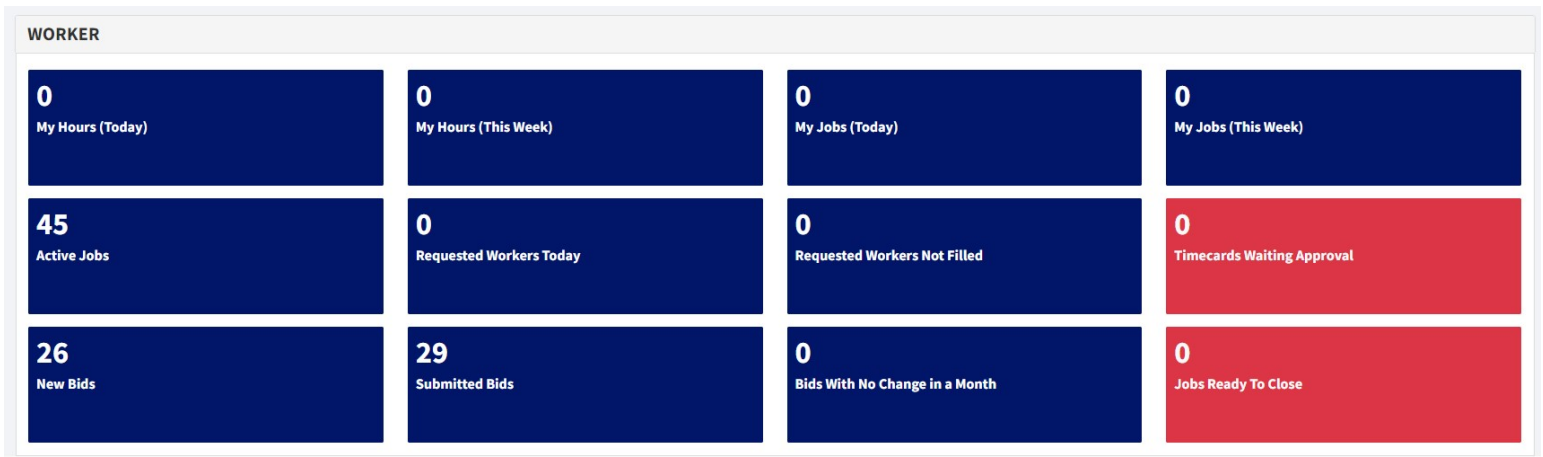 WORKER
0
My Hours (Today)
0
My Hours (This Week)
0
My Jobs (Today)
0
My Jobs (This Week)
45
Active Jobs
0
Requested Workers Today
0
Requested Workers Not Filled
0
Timecards Waiting Approval
26
New Bids
29
Submitted Bids
0
Bids With No Change in a Month
0
Jobs Ready To Close